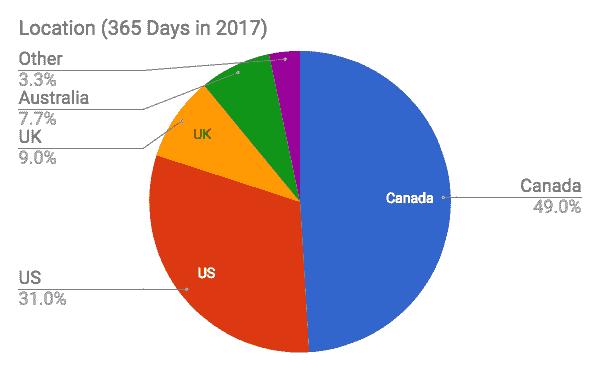 Location (365 Days in 2017)
Other
3.3%
Australia
7.7%
UK
9.0%
UK
Canada
Canada
49.0%
US
US
31.0%